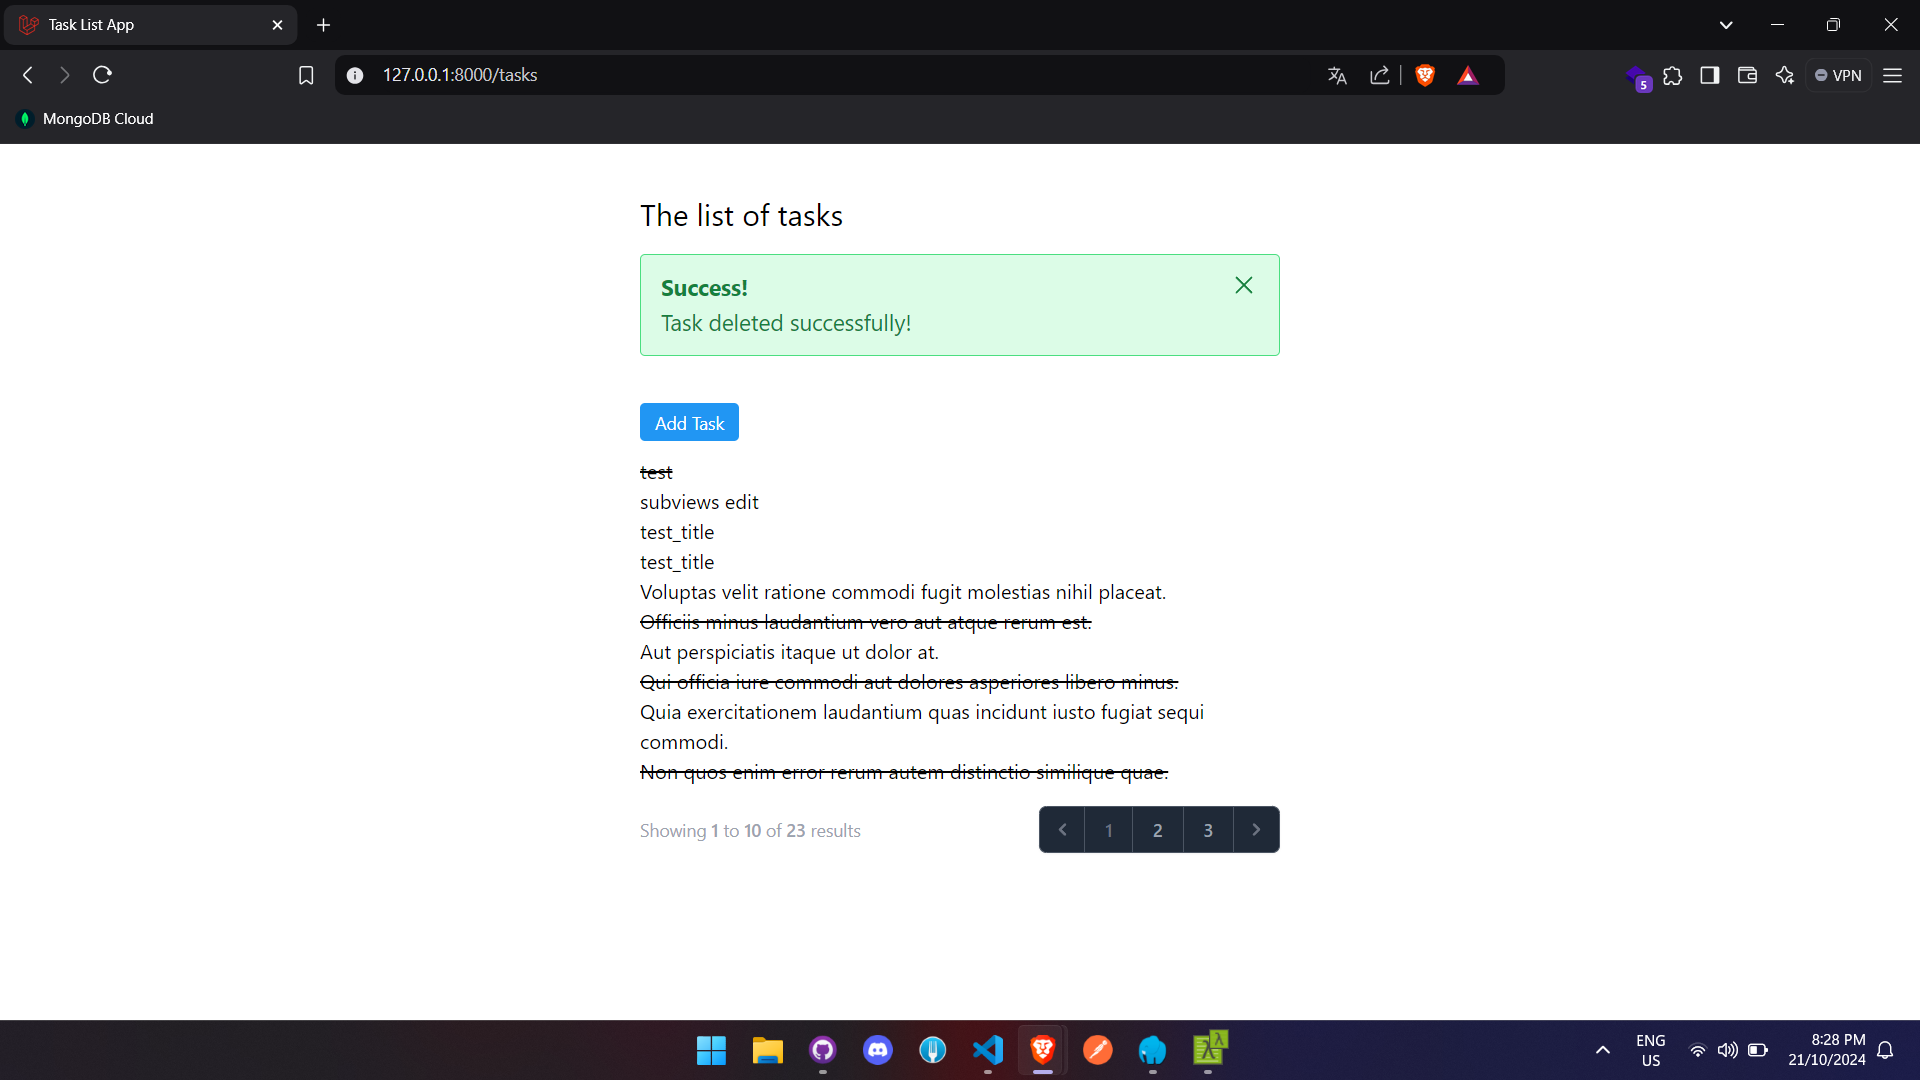 Task List App
127.0.0.1:8000/tasks
5
VPN
MongoDB Cloud
The list of tasks
Success!
Task deleted successfully!
Add Task
test
subviews edit
test_title
test_title
Voluptas velit ratione commodi fugit molestias nihil placeat.
Officiis minus laudantium vero aut atque rerum est.
Aut perspiciatis itaque ut dolor at.
Qui officia iure commodi aut dolores asperiores libero minus.
Quia exercitationem laudantium quas incidunt iusto fugiat sequi
commodi.
Non quos enim error rerum autem distinctio similique quae.
Showing 1 to 10 of 23 results
1 2 3
ENG
US
8:28 PM
21/10/2024